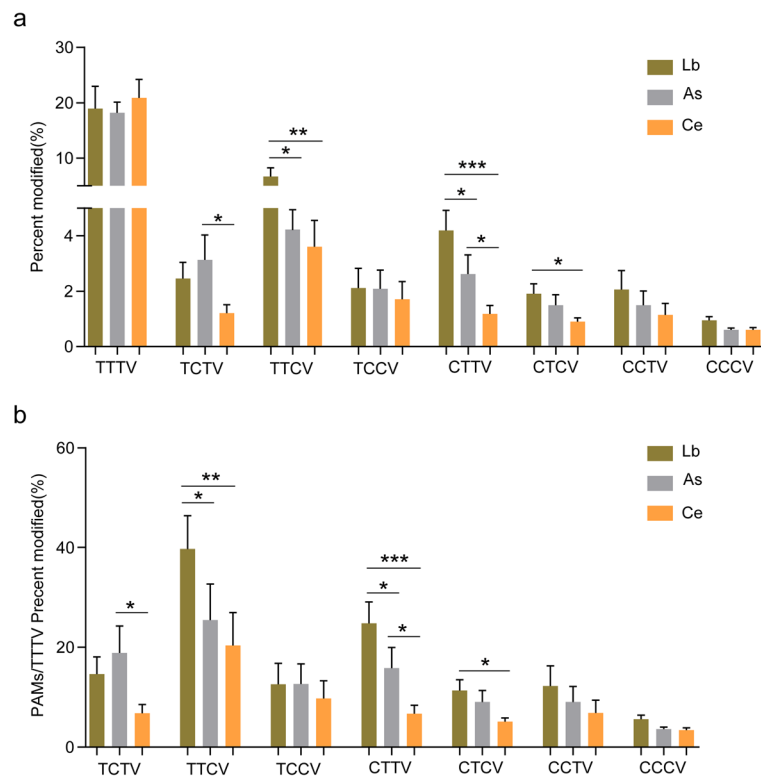 a
Percent modified(%)
30
20
10
4
2
0
Lb
As
Ce
*
**
*
***
*
*
*
TTTV TCTV TTCV TCCV CTTV CTCV CCTV CCCV
b
PAMs/TTTV Precent modified(%)
60
40
20
0
Lb
As
Ce
*
**
*
***
*
*
*
TCTV TTCV TCCV CTTV CTCV CCTV CCCV